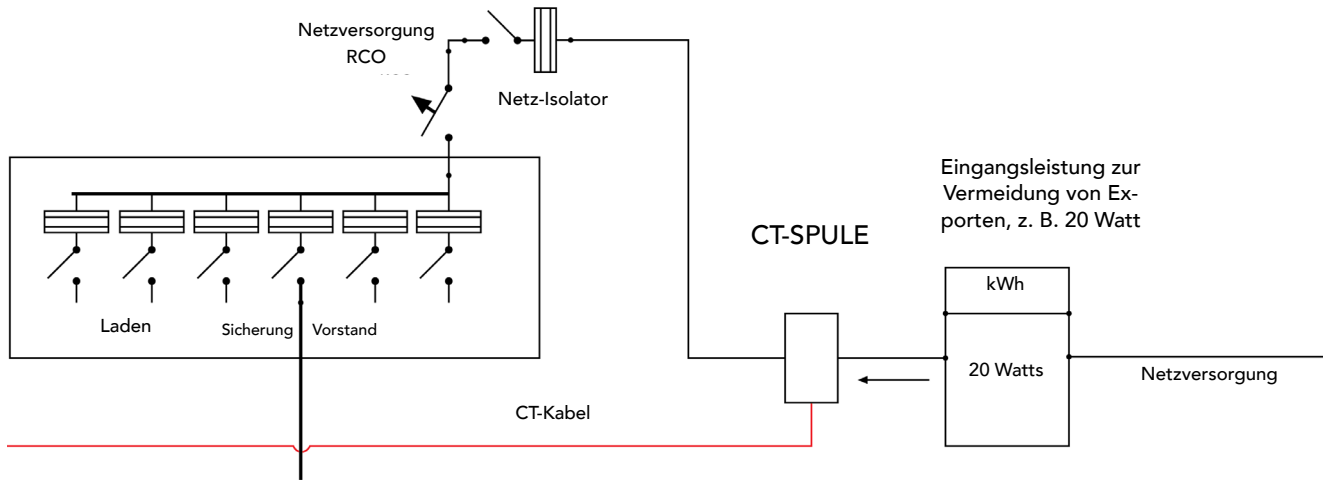 Netzversorgung
RCO
Netz-Isolator
Eingangsleistung zur
Vermeidung von Ex-
porten, z. B. 20 Watt
CT-SPULE
kWh
20 Watts
Netzversorgung
Laden
Sicherung Vorstand
CT-Kabel